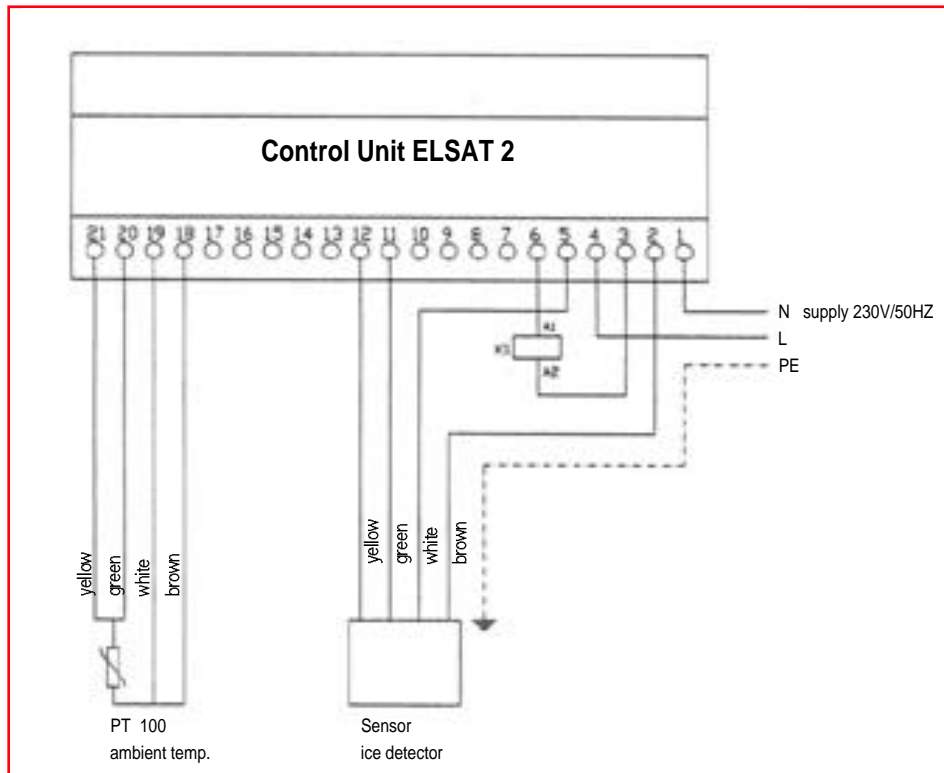 Control Unit ELSAT 2
21 20 19 18 17 16 15 14 13 12 11 10 9 8 7 6 5 4 3 2 1
N supply 230V/50HZ
A1
L
K1
PE
A2
yellow
green
white
brown
yellow
green
white
brown
PT 100
ambient temp.
Sensor
ice detector